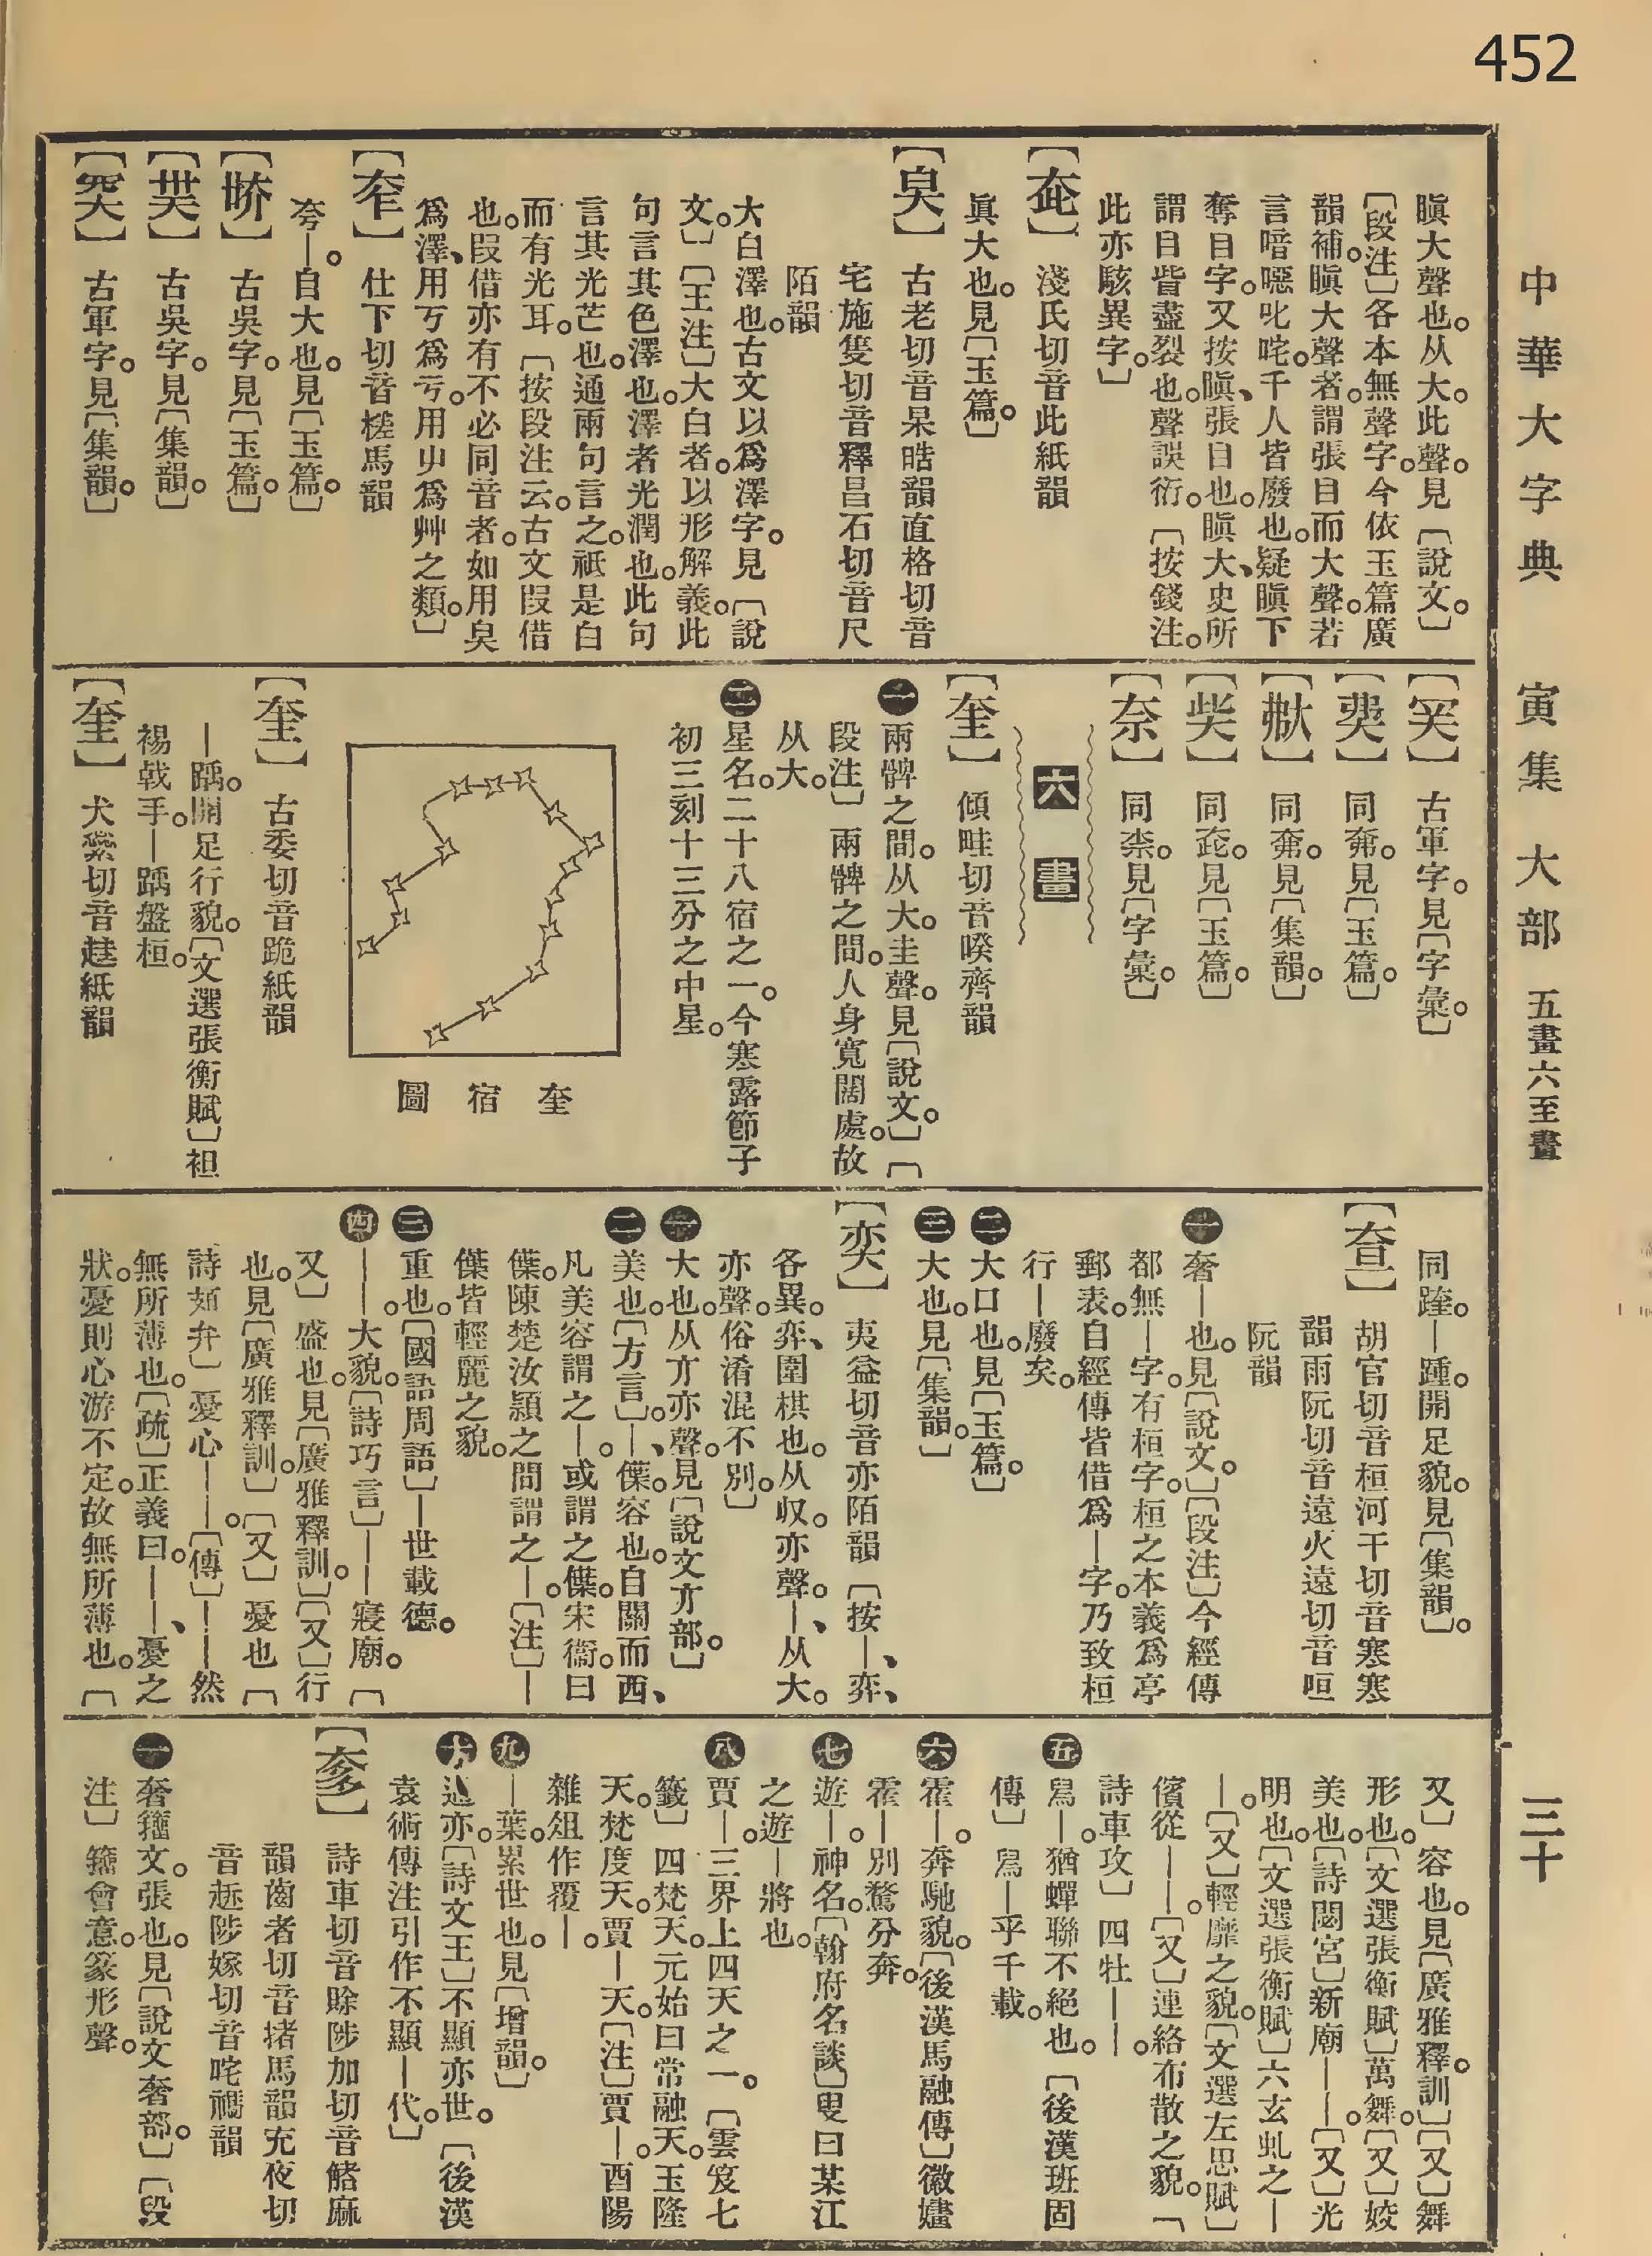 452
中華大字典 寅集 大部 五畫六至畫 三十
瞋大聲也。从大。此聲。見〔說文。〕
〔段注〕各本無聲字。今依玉篇廣
韻補。瞋大聲者。謂張目而大聲。若
言喑噁叱咤。千人皆廢也。疑瞋下
奪目字。又按瞋、張目也。瞋大、史所
謂目眥盡裂也。聲誤衍。〔按錢注。
此亦駭異字。〕
淺氏切音此紙韻
眞大也。見〔玉篇。〕
【臭】 古老切音杲晧韻直格切音
宅施隻切音釋昌石切音尺
陌韻
大白澤也。古文以爲澤字。見〔說
文。〕〔王注〕大白者。以形解義。此
句言其色澤也。澤者光潤也。此句
言其光芒也。通兩句言之。祇是白
而有光耳。〔按段注云。古文叚借
也。叚借亦有不必同音者。如用臭
爲澤、用丂爲亏。用屮爲艸之類。〕
仕下切音槎馬韻
夸—。自大也。見〔玉篇。〕
古吳字。見〔玉篇。〕
古吳字。見〔集韻。〕
古軍字。見〔集韻。〕
古軍字。見〔字彙。〕
同奟。見〔玉篇。〕
同奟。見〔集韻。〕
同㚰。見〔玉篇。〕
【奈】 同柰。見〔字彙。〕
六畫
【奎】 傾畦切音睽齊韻
一兩髀之間。从大。圭聲。見〔說文。〕〔
段注〕兩髀之間。人身寬闊處。故
从大。
二星名。二十八宿之一。今寒露節子
初三刻十三分之中星。
奎宿圖
【奎】 古委切音跪紙韻
—踽。開足行貌。〔文選張衡賦〕袒
裼戟手。—踽盤桓。
【奎】 犬縈切音䞨紙韻
同跬。—踵。開足貌。見〔集韻〕。
【奆】 胡官切音桓河干切音寒寒
韻雨阮切音遠火遠切音咺
阮韻
一奢—也。見〔說文。〕〔段注〕今經傳
都無—字。有桓字。桓之本義爲亭
郵表。自經傳皆借爲—字。乃致桓
行—廢矣。
二大口也。見〔玉篇。〕
三大也。見〔集韻。〕
【奕】 夷益切音亦陌韻〔按—、弈、
各異。弈、圍棋也。从収。亦聲。—、从大。
亦聲。俗淆混不別。〕
一大也。从亣亦聲。見〔說文亣部。〕
二美也。〔方言。〕—、僷。容也。自關而西、
凡美容謂之—。或謂之僷。宋衞曰
僷。陳楚汝潁之間謂之—。〔注〕—
僷皆輕麗之貌。
三重也。〔國語周語〕—世載德。
四——。大貌。〔詩巧言〕——寢廟。〔
又〕盛也。見〔廣雅釋訓。〕〔又〕行
也。見〔廣雅釋訓。〕〔又〕憂也〔
詩頍弁〕憂心——。〔傳〕——然
無所薄也。〔疏〕正義曰。——、憂之
狀。憂則心游不定。故無所薄也。〔
又〕容也。見〔廣雅釋訓。〕〔又〕舞
形也。〔文選張衡賦〕萬舞——。〔又〕姣
美也。〔詩閟宮〕新廟——。〔又〕光
明也。〔文選張衡賦〕六玄虬之—
—。〔又〕輕靡之貌。〔文選左思賦〕
儐從——。〔又〕連絡布散之貌。〔
詩車攻〕四牡——。
五舄—。猶蟬聯不絕也。〔後漢班固
傳〕舄—乎千載。
六霍—。奔馳貌。〔後漢馬融傳〕徽嫿
霍—別鶩分奔。
七遊—。神名。〔翰府名談〕叟曰某江
之遊—將也。
八賈—。三界上四天之一。〔雲笈七
籤〕四梵天。元始曰常融天。玉隆
天。梵度天。賈—天。〔注〕賈—。酉陽
雜俎作覆—。
九—葉。累世也。見〔增韻。〕
十通亦。〔詩文王〕不顯亦世。〔後漢
袁術傳注引作不顯—代。〕
【奓】 詩車切音賒陟加切音觰麻
韻齒者切音撦馬韻充夜切
音䞣陟嫁切音咤禡韻
一奢籀文。張也。見〔說文奢部。〕〔段
注〕籀會意。篆形聲。